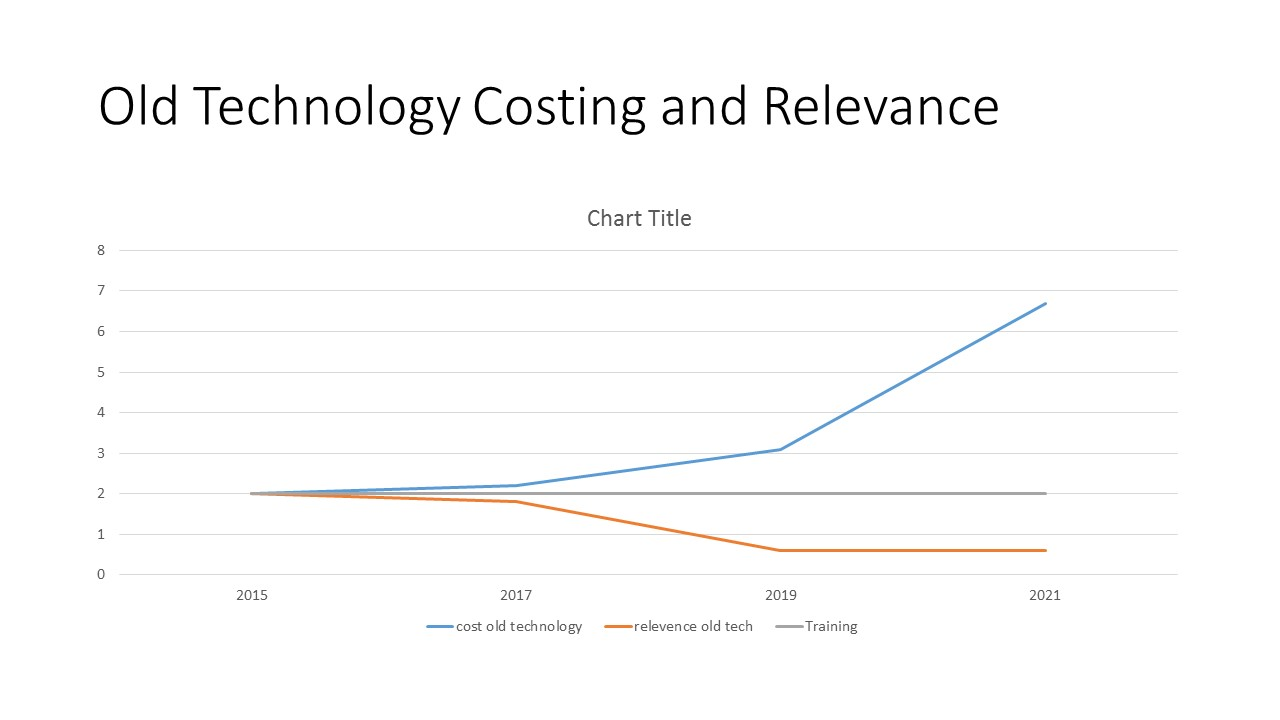 Old Technology Costing and Relevance
Chart Title
8
7
6
5
4
3
2
1
0
2015 2017 2019 2021
cost old technology relevence old tech Training